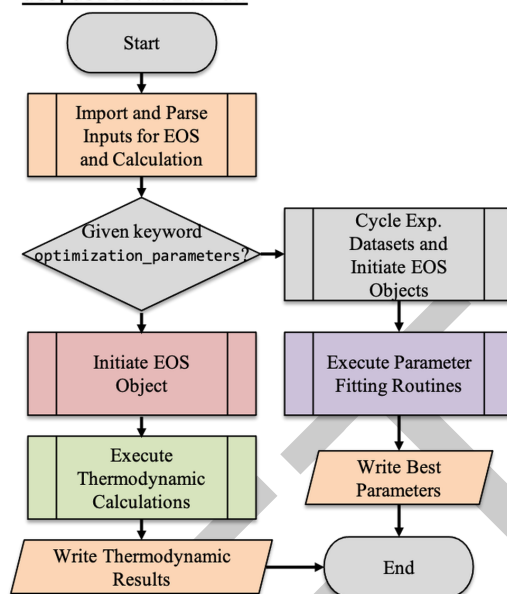 Start
Import and Parse
Inputs for EOS
and Calculation
Given keyword
optimization_parameters?
Cycle Exp.
Datasets and
Initiate EOS
Objects
Initiate EOS
Object
Execute Parameter
Fitting Routines
Execute
Thermodynamic
Calculations
Write Best
Parameters
Write Thermodynamic
Results
End